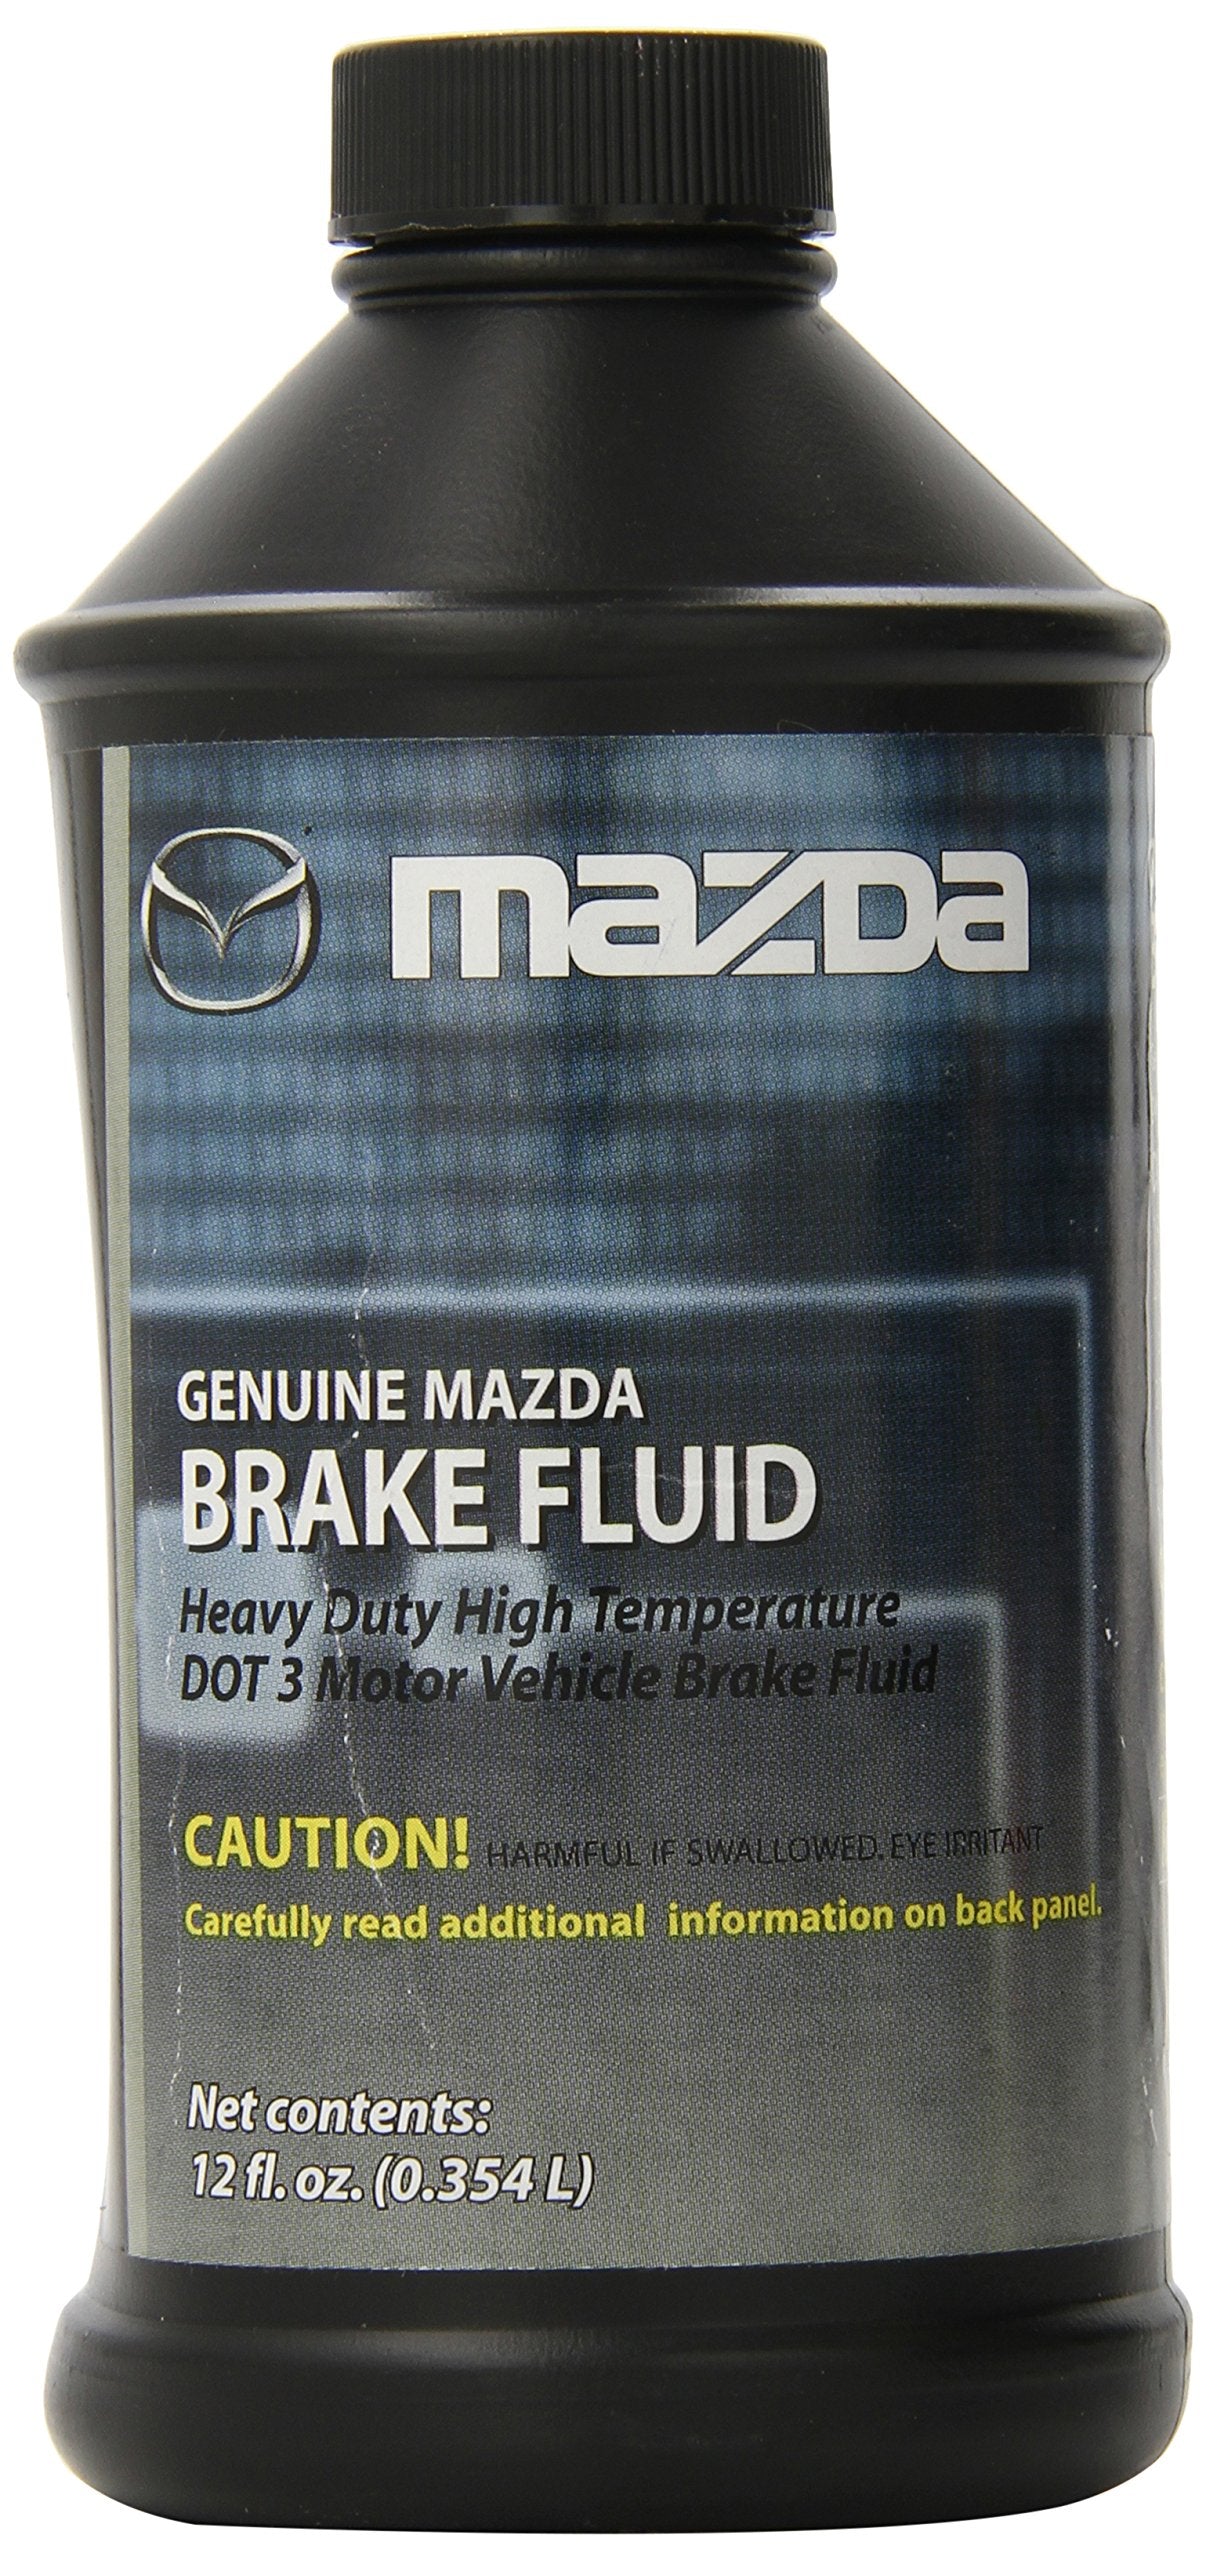 mazda
GENUINE MAZDA
BRAKE FLUID
Heavy Duty High Temperature
DOT 3 Motor Vehicle Brake Fluid
CAUTION! HARMFUL IF SWALLOWED. EYE IRRITANT
Carefully read additional information on back panel.
Net contents:
12 fl. oz. (0.354 L)